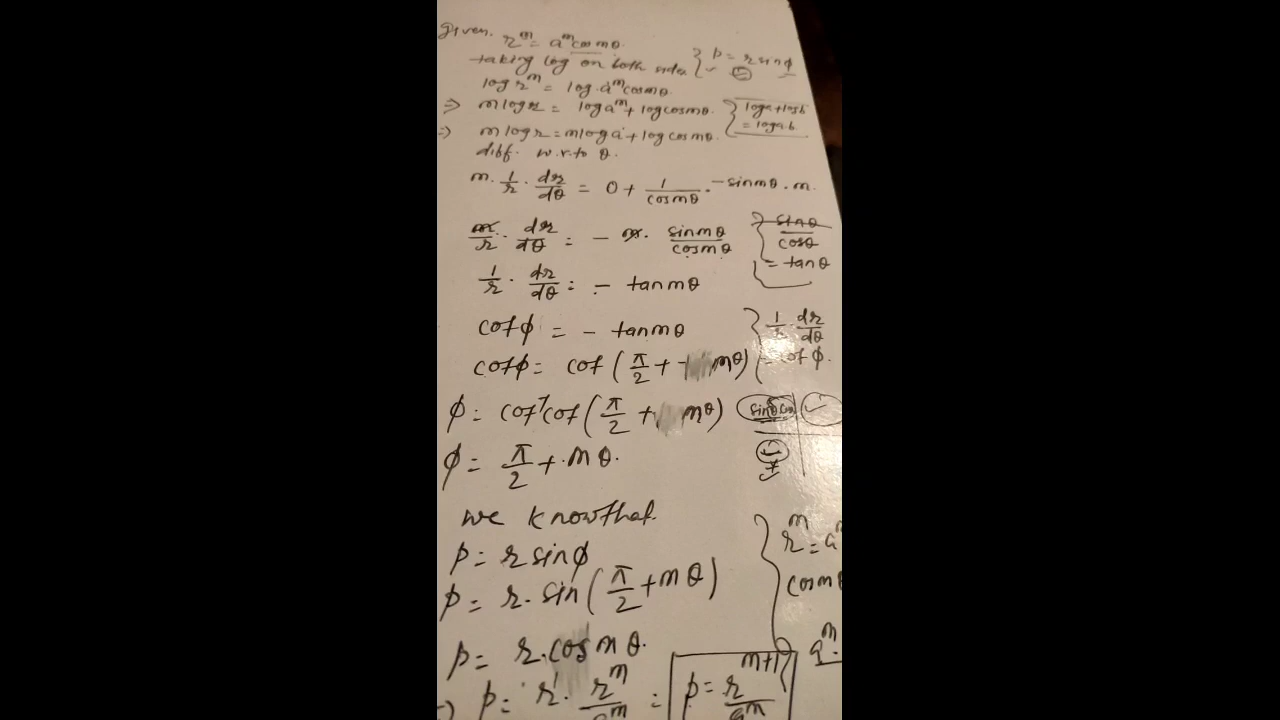 Given. r^m = a^m cos mθ.
taking log on both sides } p = r sin φ
log r^m = log a^m cos mθ.
⇒ m log r = log a^m + log cos mθ. } log a + log b
= log a.b.
⇒ m log r = m log a + log cos mθ.
diff. w.r.to θ.
m. 1/r . dr/dθ = 0 + 1/cos mθ . -sin mθ . m.
m/r . dr/dθ = - m. sin mθ/cos mθ } sin θ/cos θ = tan θ
1/r . dr/dθ = - tan mθ
cot φ = - tan mθ } 1/r dr/dθ = cot φ.
cot φ = cot (π/2 + mθ)
φ = cot⁻¹ cot (π/2 + mθ)
φ = π/2 + mθ.
we know that.
p = r sin φ
p = r. sin (π/2 + mθ) } r^m = a^m
cos mθ
p = r. cos mθ.
⇒ p = r . r^m/a^m = p = r^{m+1}/a^m